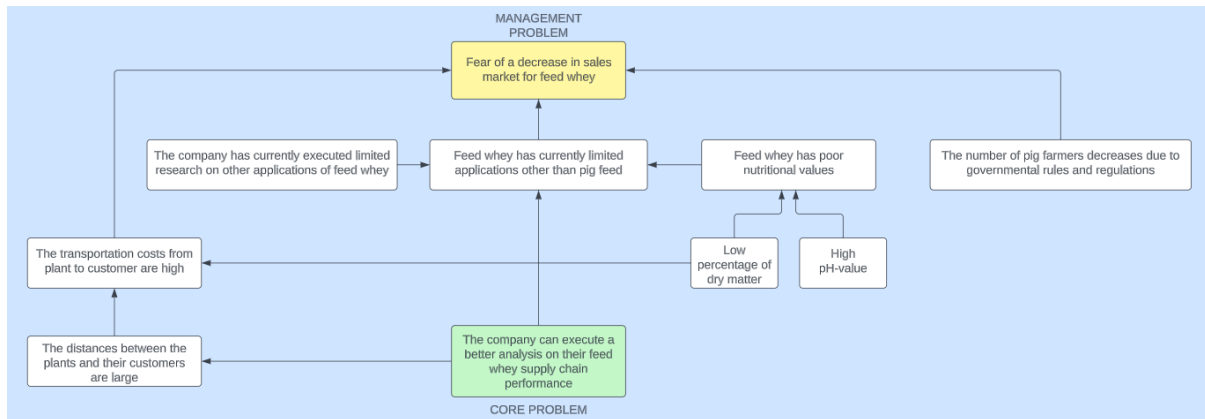 MANAGEMENT
PROBLEM
Fear of a decrease in sales
market for feed whey
The company has currently executed limited
research on other applications of feed whey
Feed whey has currently limited
applications other than pig feed
Feed whey has poor
nutritional values
The number of pig farmers decreases due to
governmental rules and regulations
The transportation costs from
plant to customer are high
Low
percentage of
dry matter
High
pH-value
The distances between the
plants and their customers
are large
The company can execute a
better analysis on their feed
whey supply chain
performance
CORE PROBLEM